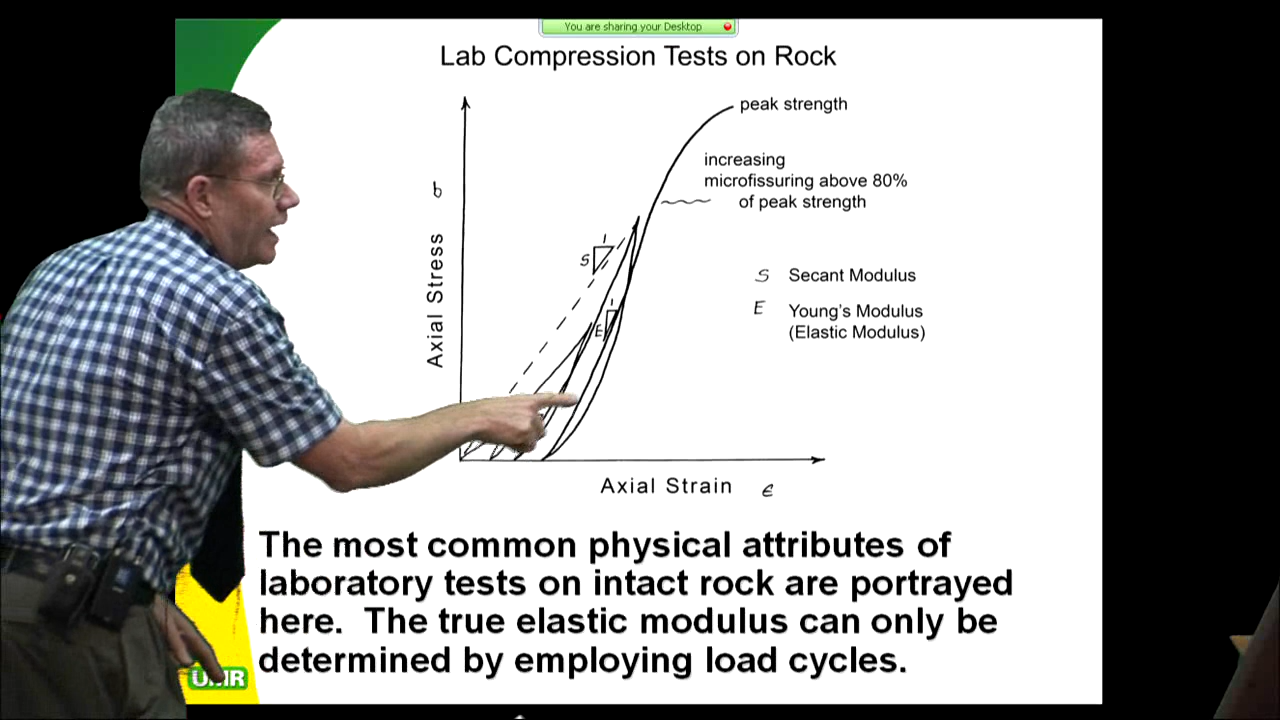 You are sharing your Desktop
Lab Compression Tests on Rock
peak strength
increasing
microfissuring above 80%
of peak strength
σ
Axial Stress
1
S
1
E
S Secant Modulus
E Young's Modulus
(Elastic Modulus)
Axial Strain ϵ
The most common physical attributes of
laboratory tests on intact rock are portrayed
here. The true elastic modulus can only be
determined by employing load cycles.
UMR